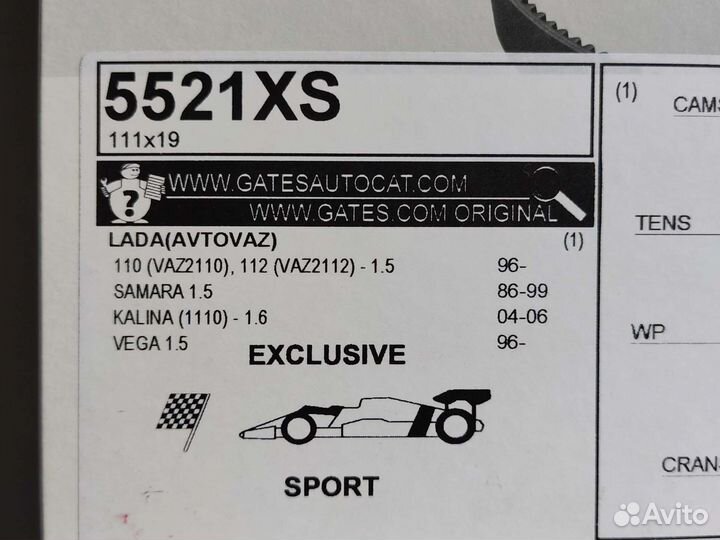 5521XS
111x19
WWW.GATESAUTOCAT.COM
WWW.GATES.COM ORIGINAL
LADA(AVTOVAZ) (1)
110 (VAZ2110), 112 (VAZ2112) - 1.5 96-
SAMARA 1.5 86-99
KALINA (1110) - 1.6 04-06
VEGA 1.5 96-
EXCLUSIVE
SPORT
(1) CAMS
TENS
WP
CRANS
Avito